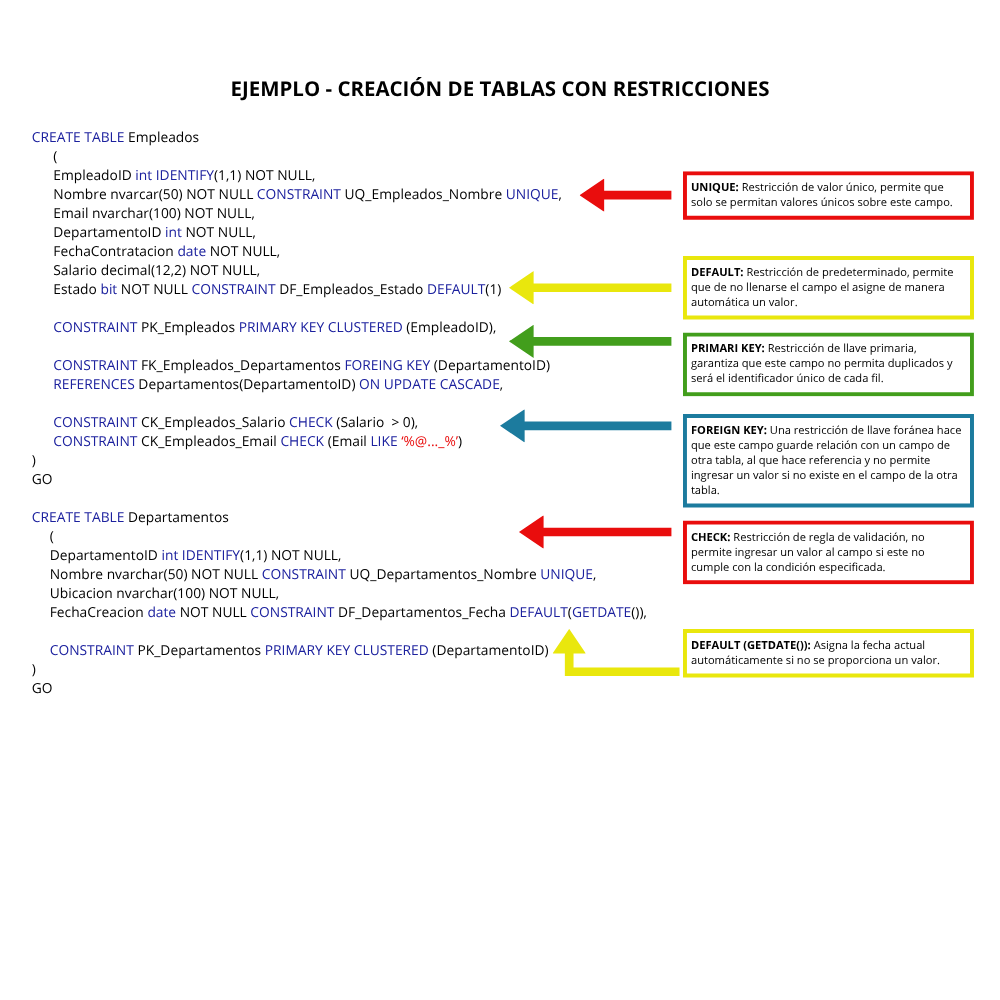 EJEMPLO - CREACIÓN DE TABLAS CON RESTRICCIONES
CREATE TABLE Empleados
(
EmpleadoID int IDENTIFY(1,1) NOT NULL,
Nombre nvarcar(50) NOT NULL CONSTRAINT UQ_Empleados_Nombre UNIQUE,
Email nvarchar(100) NOT NULL,
DepartamentoID int NOT NULL,
FechaContratacion date NOT NULL,
Salario decimal(12,2) NOT NULL,
Estado bit NOT NULL CONSTRAINT DF_Empleados_Estado DEFAULT(1)
CONSTRAINT PK_Empleados PRIMARY KEY CLUSTERED (EmpleadoID),
CONSTRAINT FK_Empleados_Departamentos FOREING KEY (DepartamentoID)
REFERENCES Departamentos(DepartamentoID) ON UPDATE CASCADE,
CONSTRAINT CK_Empleados_Salario CHECK (Salario > 0),
CONSTRAINT CK_Empleados_Email CHECK (Email LIKE ‘%@..._%’)
)
GO
CREATE TABLE Departamentos
(
DepartamentoID int IDENTIFY(1,1) NOT NULL,
Nombre nvarchar(50) NOT NULL CONSTRAINT UQ_Departamentos_Nombre UNIQUE,
Ubicacion nvarchar(100) NOT NULL,
FechaCreacion date NOT NULL CONSTRAINT DF_Departamentos_Fecha DEFAULT(GETDATE()),
CONSTRAINT PK_Departamentos PRIMARY KEY CLUSTERED (DepartamentoID)
)
GO
UNIQUE: Restricción de valor único, permite que
solo se permitan valores únicos sobre este campo.
DEFAULT: Restricción de predeterminado, permite
que de no llenarse el campo el asigne de manera
automática un valor.
PRIMARI KEY: Restricción de llave primaria,
garantiza que este campo no permita duplicados y
será el identificador único de cada fil.
FOREIGN KEY: Una restricción de llave foránea hace
que este campo guarde relación con un campo de
otra tabla, al que hace referencia y no permite
ingresar un valor si no existe en el campo de la otra
tabla.
CHECK: Restricción de regla de validación, no
permite ingresar un valor al campo si este no
cumple con la condición especificada.
DEFAULT (GETDATE()): Asigna la fecha actual
automáticamente si no se proporciona un valor.